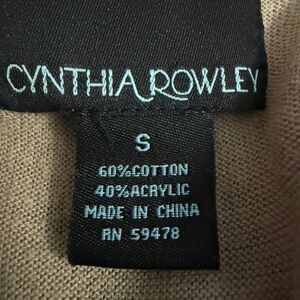 CYNTHIA ROWLEY
S
60%COTTON
40%ACRYLIC
MADE IN CHINA
RN 59478